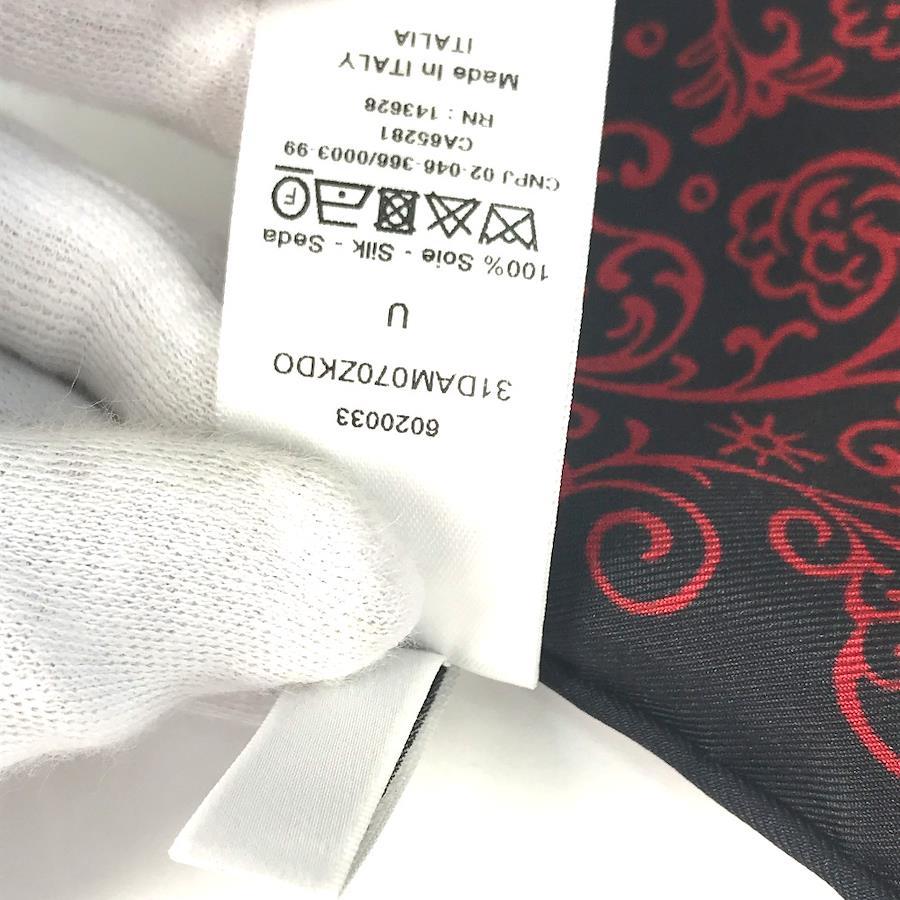 6020033
31DAM070ZKDO
U
100% Soie - Silk - Seda
F
CNPJ 02-046-366/0003-99
CA65281
RN : 143628
Made In ITALY
ITALIA